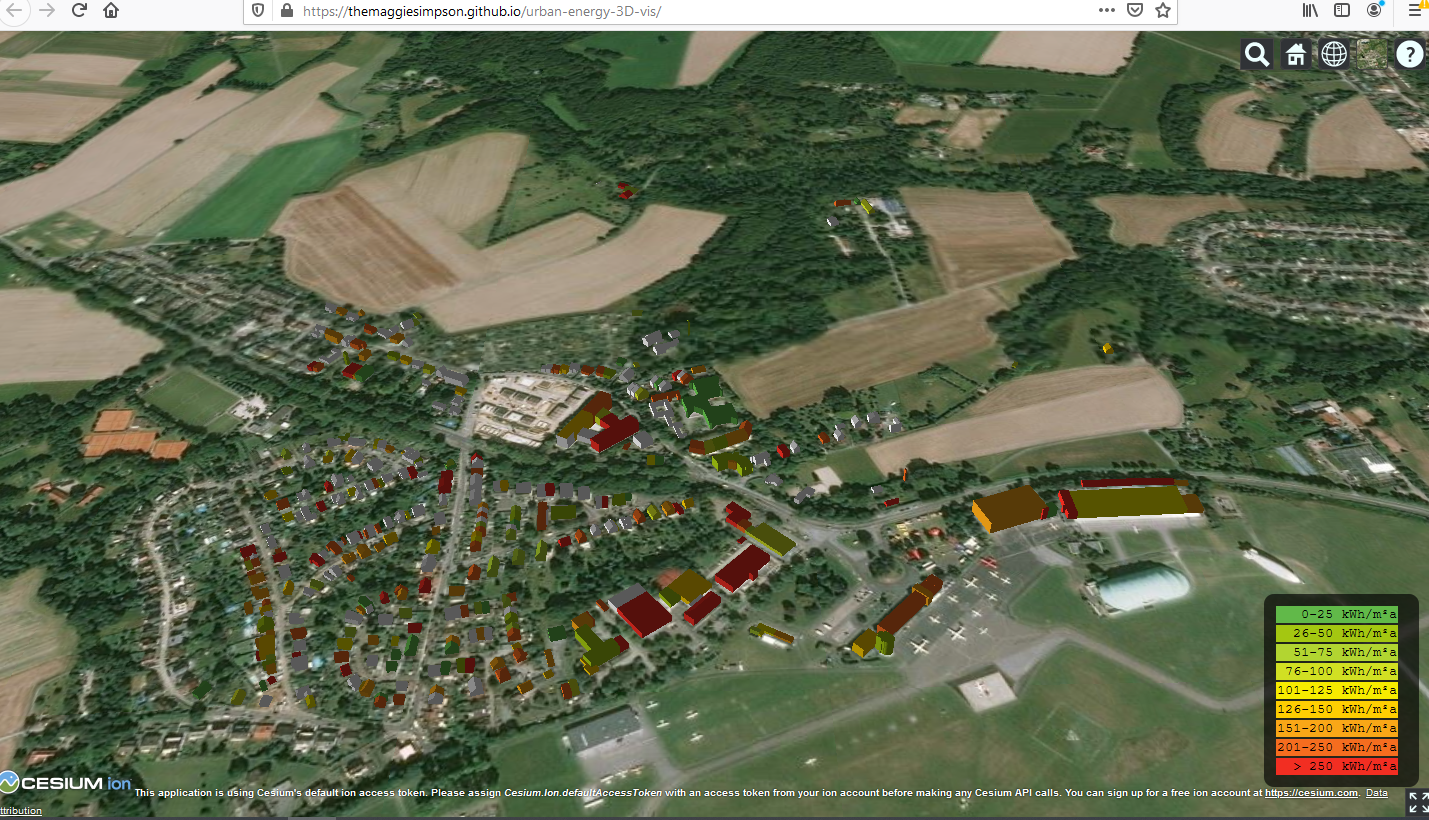 https://themaggiesimpson.github.io/urban-energy-3D-vis/
?
0-25 kWh/m²a
26-50 kWh/m²a
51-75 kWh/m²a
76-100 kWh/m²a
101-125 kWh/m²a
126-150 kWh/m²a
151-200 kWh/m²a
201-250 kWh/m²a
> 250 kWh/m²a
CESIUM ion
This application is using Cesium's default ion access token. Please assign Cesium.Ion.defaultAccessToken with an access token from your ion account before making any Cesium API calls. You can sign up for a free ion account at https://cesium.com. Data
ttribution